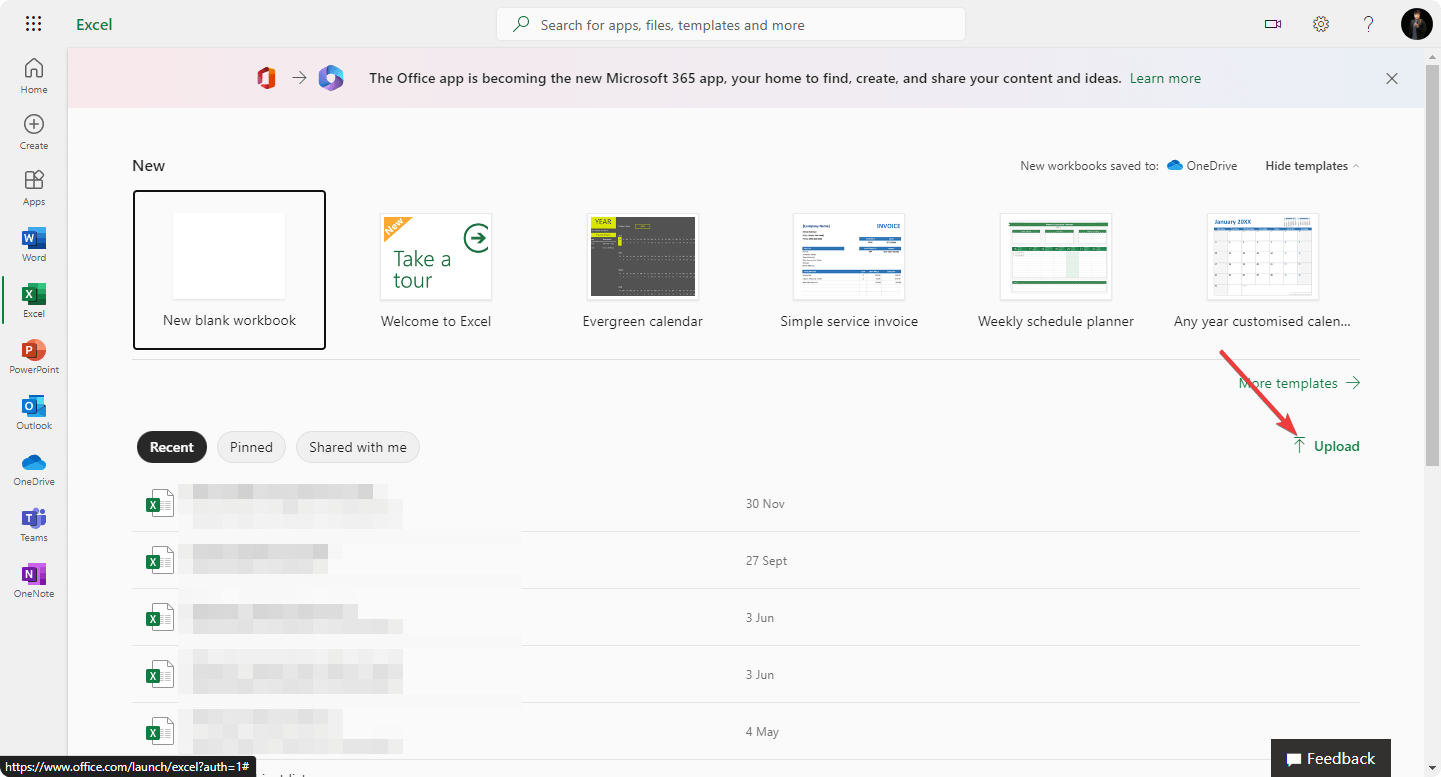 Excel
Search for apps, files, templates and more
Home
Create
Apps
Word
Excel
PowerPoint
Outlook
OneDrive
Teams
OneNote
The Office app is becoming the new Microsoft 365 app, your home to find, create, and share your content and ideas. Learn more
New
New workbooks saved to: OneDrive
Hide templates
New blank workbook
New
Take a
tour
Welcome to Excel
YEAR
Evergreen calendar
[Company Name]
INVOICE
Simple service invoice
Weekly schedule planner
January 20XX
Any year customised calen...
More templates
Recent
Pinned
Shared with me
Upload
30 Nov
27 Sept
3 Jun
3 Jun
4 May
Feedback
https://www.office.com/launch/excel?auth=1#